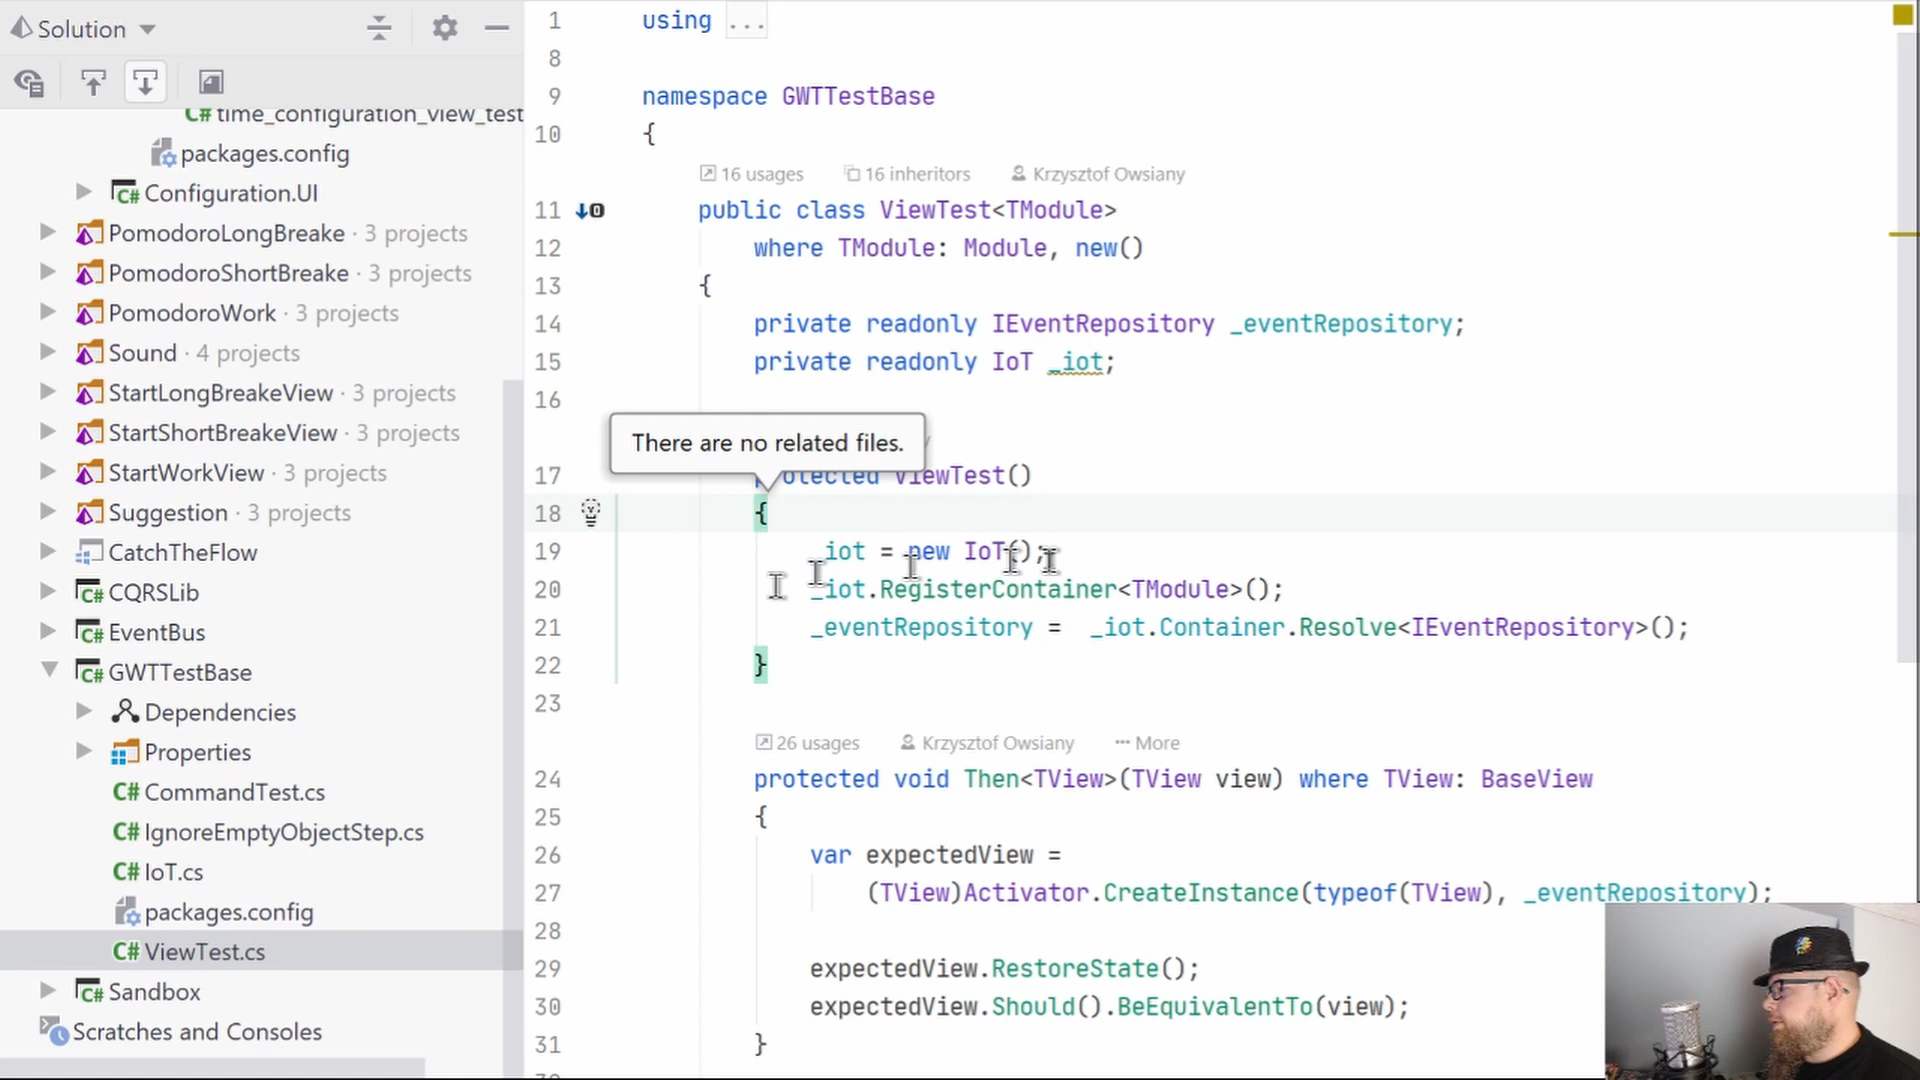 Solution
time_configuration_view_test
packages.config
Configuration.UI
PomodoroLongBreake · 3 projects
PomodoroShortBreake · 3 projects
PomodoroWork · 3 projects
Sound · 4 projects
StartLongBreakeView · 3 projects
StartShortBreakeView · 3 projects
StartWorkView · 3 projects
Suggestion · 3 projects
CatchTheFlow
CQRSLib
EventBus
GWTTestBase
Dependencies
Properties
CommandTest.cs
IgnoreEmptyObjectStep.cs
IoT.cs
packages.config
ViewTest.cs
Sandbox
Scratches and Consoles
1 using ...
8
9 namespace GWTTestBase
10 {
16 usages 16 inheritors Krzysztof Owsiany
11 public class ViewTest<TModule>
12 where TModule: Module, new()
13 {
14 private readonly IEventRepository _eventRepository;
15 private readonly IoT _iot;
16
There are no related files.
17 protected ViewTest()
18 {
19 _iot = new IoT();
20 _iot.RegisterContainer<TModule>();
21 _eventRepository = _iot.Container.Resolve<IEventRepository>();
22 }
23
26 usages Krzysztof Owsiany ··· More
24 protected void Then<TView>(TView view) where TView: BaseView
25 {
26 var expectedView =
27 (TView)Activator.CreateInstance(typeof(TView), _eventRepository);
28
29 expectedView.RestoreState();
30 expectedView.Should().BeEquivalentTo(view);
31 }